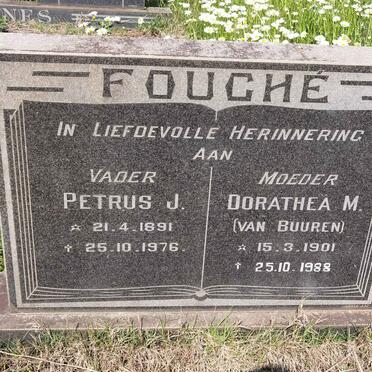 FOUCHÉ
IN LIEFDEVOLLE HERINNERING
AAN
VADER
PETRUS J.
* 21.4.1891
✝ 25.10.1976.
MOEDER
DORATHEA M.
(VAN BUUREN)
* 15.3.1901
✝ 25.10.1988